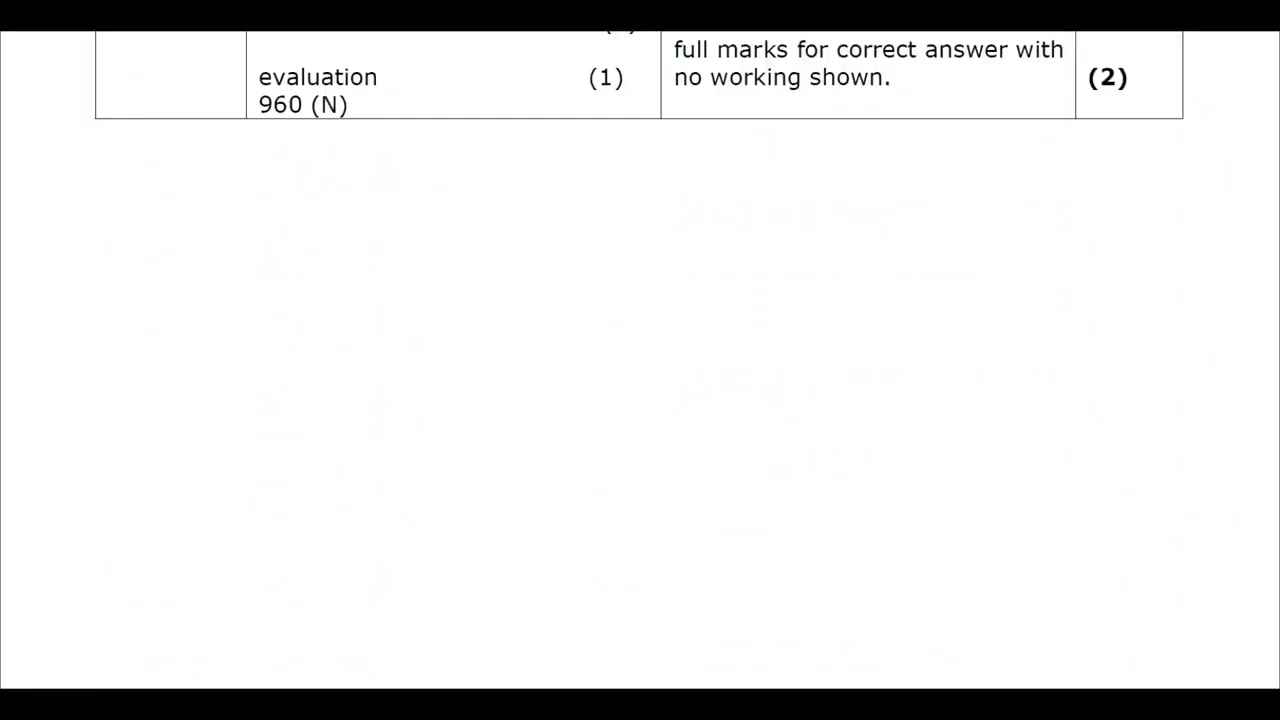 full marks for correct answer with
evaluation (1) no working shown. (2)
960 (N)